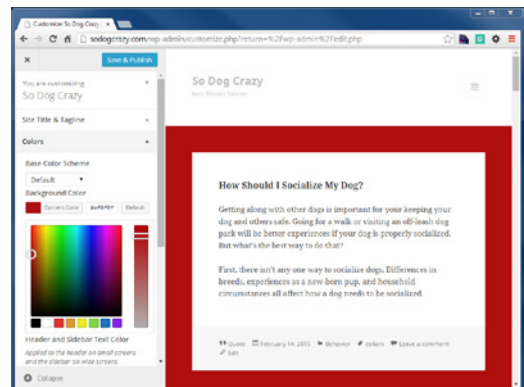 Customize So Dog Crazy:
sodogcrazy.com/wp-admin/customize.php?return=%2Fwp-admin%2Fedit.php
Save & Publish
You are customizing
So Dog Crazy
Site Title & Tagline
Colors
Base Color Scheme
Default
Background Color
Current Color
Default
Header and Sidebar Text Color
Applied to the header on small screens
and the sidebar on wide screens.
Collapse
So Dog Crazy
How Should I Socialize My Dog?
Getting along with other dogs is important for your keeping your
dog and others safe. Going for a walk or visiting an off-leash dog
park will be better experiences if your dog is properly socialized.
But what's the best way to do that?
First, there isn't any one way to socialize dogs. Differences in
breeds, experiences as a new-born pup, and household
circumstances all affect how a dog needs to be socialized.
Quote February 14, 2015 Behavior collars Leave a comment
Edit